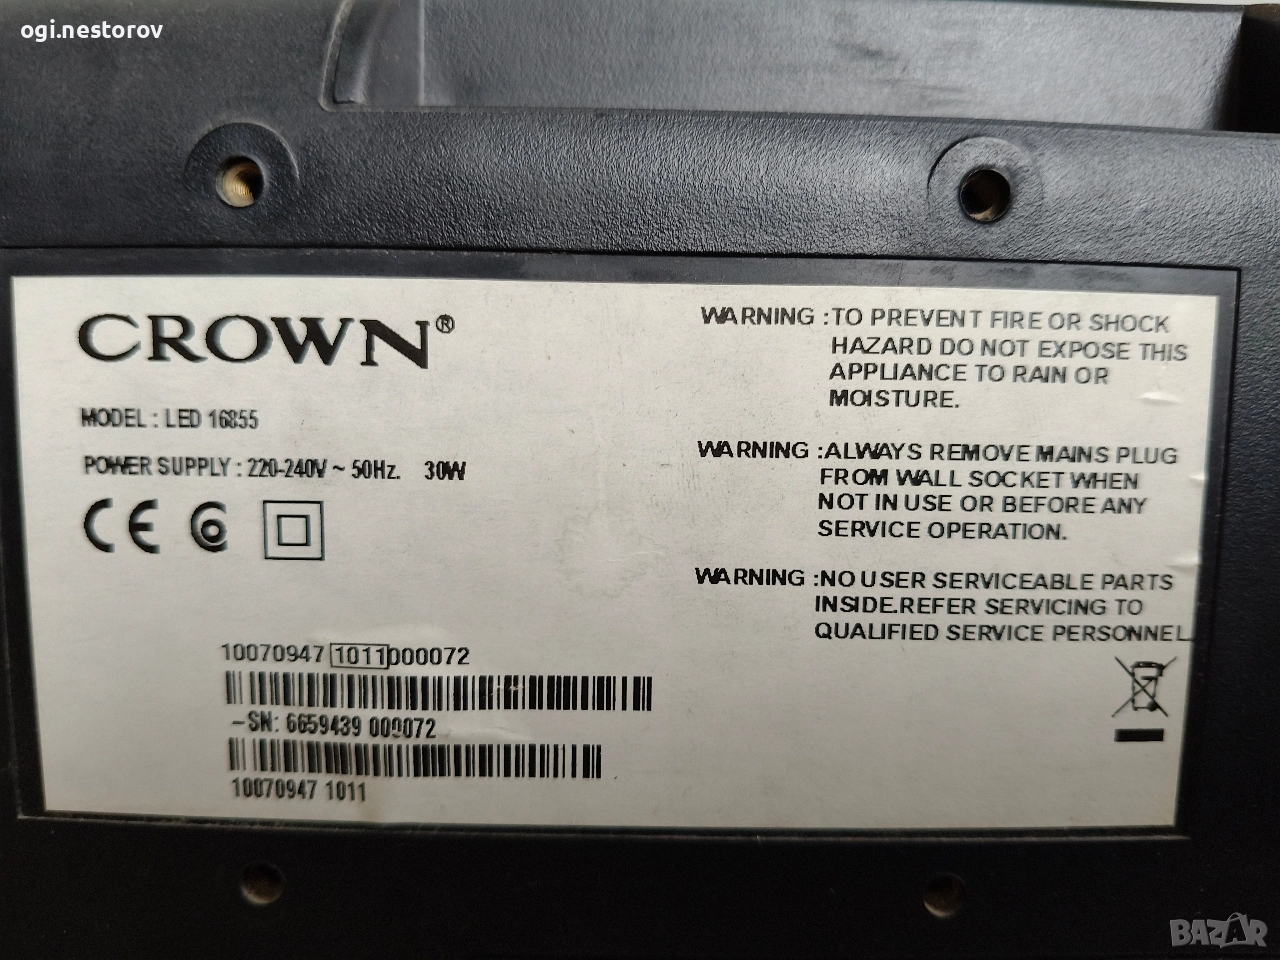 ogi.nestorov
CROWN®
MODEL : LED 16855
POWER SUPPLY : 220-240V ~ 50Hz. 30W
CE
10070947 1011000072
-SN: 6659439 000072
10070947 1011
WARNING :TO PREVENT FIRE OR SHOCK
HAZARD DO NOT EXPOSE THIS
APPLIANCE TO RAIN OR
MOISTURE.
WARNING :ALWAYS REMOVE MAINS PLUG
FROM WALL SOCKET WHEN
NOT IN USE OR BEFORE ANY
SERVICE OPERATION.
WARNING :NO USER SERVICEABLE PARTS
INSIDE.REFER SERVICING TO
QUALIFIED SERVICE PERSONNEL.
BAZAR